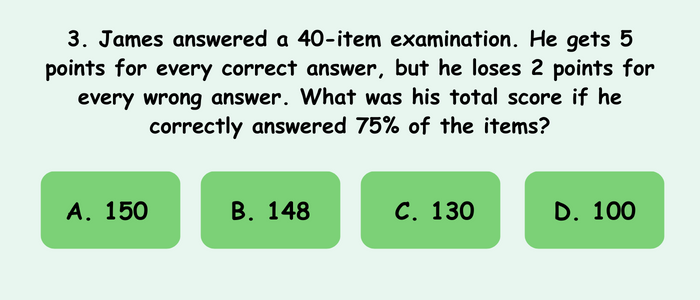 3. James answered a 40-item examination. He gets 5
points for every correct answer, but he loses 2 points for
every wrong answer. What was his total score if he
correctly answered 75% of the items?
A. 150
B. 148
C. 130
D. 100